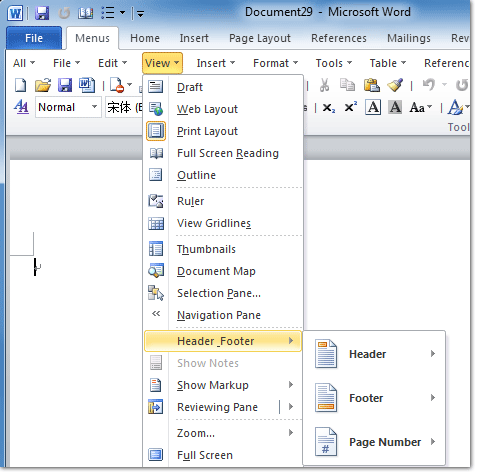 Document29 - Microsoft Word
File Menus Home Insert Page Layout References Mailings Rev
All File Edit View Insert Format Tools Table Referenc
Normal 宋体 (E x₂ x² A A Aa A
Tool
Draft
Web Layout
Print Layout
Full Screen Reading
Outline
Ruler
View Gridlines
Thumbnails
Document Map
Selection Pane...
Navigation Pane
Header_Footer
Show Notes
Show Markup
Reviewing Pane
Zoom...
Full Screen
Header
Footer
Page Number